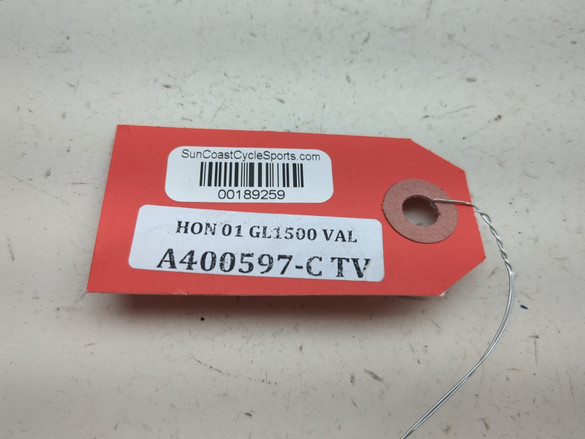 SunCoastCycleSports.com
00189259
HON 01 GL1500 VAL
A400597-C TV